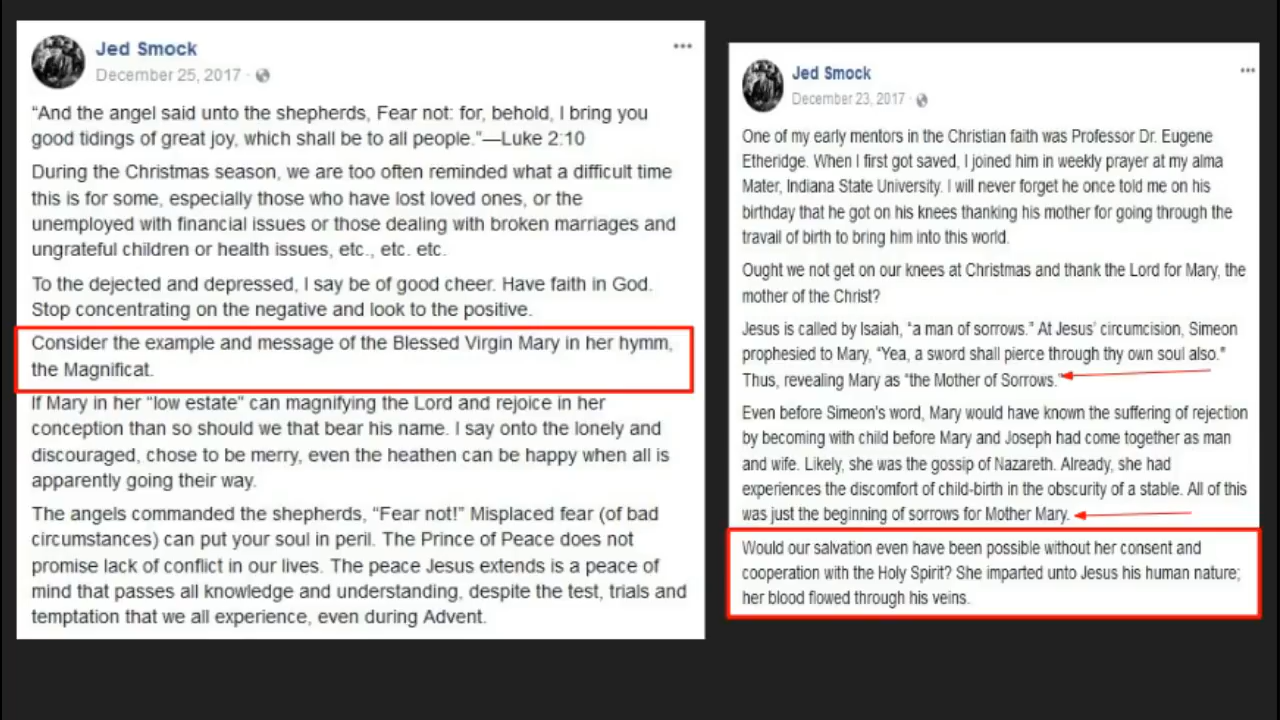 Jed Smock
December 25, 2017
“And the angel said unto the shepherds, Fear not: for, behold, I bring you
good tidings of great joy, which shall be to all people.”—Luke 2:10
During the Christmas season, we are too often reminded what a difficult time
this is for some, especially those who have lost loved ones, or the
unemployed with financial issues or those dealing with broken marriages and
ungrateful children or health issues, etc., etc. etc.
To the dejected and depressed, I say be of good cheer. Have faith in God.
Stop concentrating on the negative and look to the positive.
Consider the example and message of the Blessed Virgin Mary in her hymm,
the Magnificat.
If Mary in her “low estate” can magnifying the Lord and rejoice in her
conception than so should we that bear his name. I say onto the lonely and
discouraged, chose to be merry, even the heathen can be happy when all is
apparently going their way.
The angels commanded the shepherds, “Fear not!” Misplaced fear (of bad
circumstances) can put your soul in peril. The Prince of Peace does not
promise lack of conflict in our lives. The peace Jesus extends is a peace of
mind that passes all knowledge and understanding, despite the test, trials and
temptation that we all experience, even during Advent.
Jed Smock
December 23, 2017
One of my early mentors in the Christian faith was Professor Dr. Eugene
Etheridge. When I first got saved, I joined him in weekly prayer at my alma
Mater, Indiana State University. I will never forget he once told me on his
birthday that he got on his knees thanking his mother for going through the
travail of birth to bring him into this world.
Ought we not get on our knees at Christmas and thank the Lord for Mary, the
mother of the Christ?
Jesus is called by Isaiah, “a man of sorrows.” At Jesus’ circumcision, Simeon
prophesied to Mary, “Yea, a sword shall pierce through thy own soul also.”
Thus, revealing Mary as “the Mother of Sorrows.”
Even before Simeon's word, Mary would have known the suffering of rejection
by becoming with child before Mary and Joseph had come together as man
and wife. Likely, she was the gossip of Nazareth. Already, she had
experiences the discomfort of child-birth in the obscurity of a stable. All of this
was just the beginning of sorrows for Mother Mary.
Would our salvation even have been possible without her consent and
cooperation with the Holy Spirit? She imparted unto Jesus his human nature;
her blood flowed through his veins.